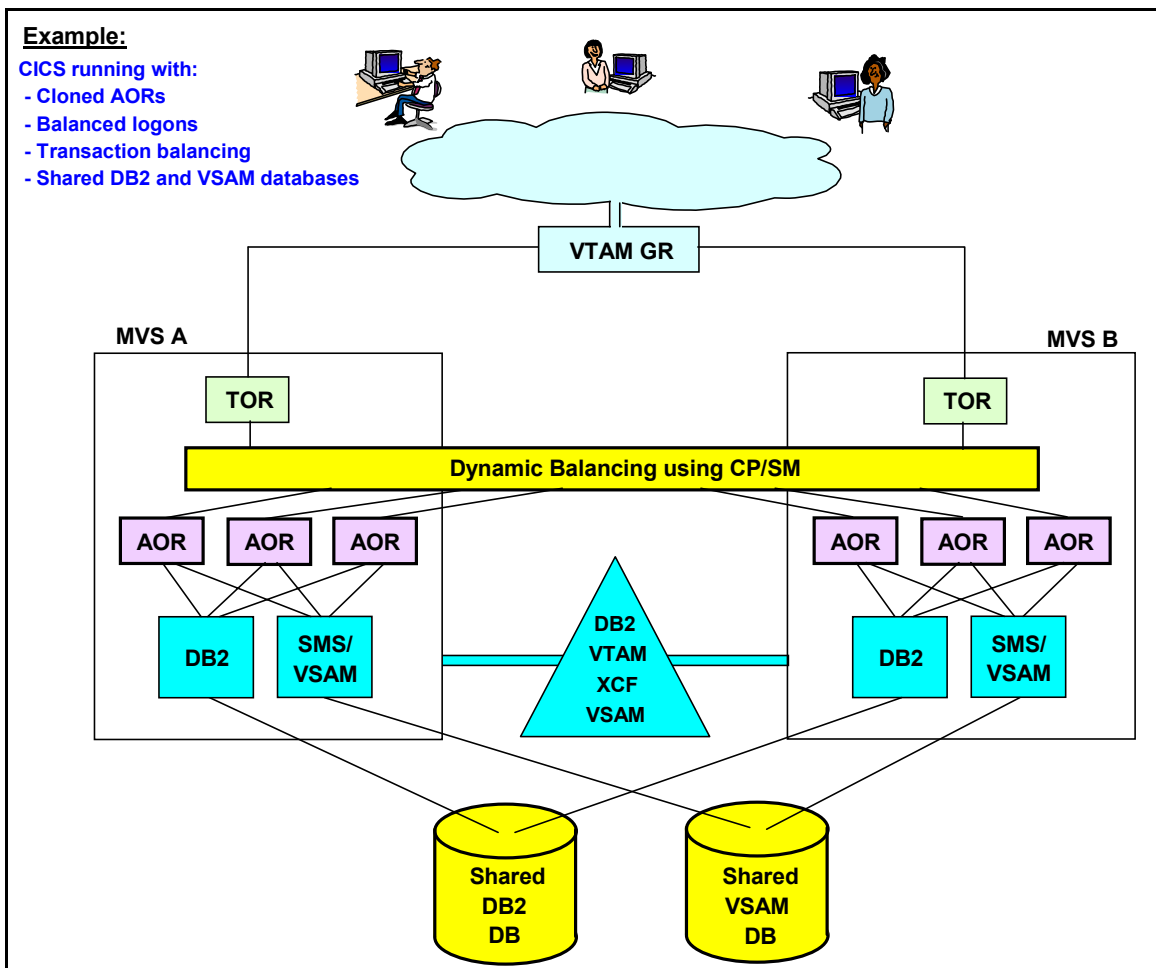 Example:
CICS running with:
- Cloned AORs
- Balanced logons
- Transaction balancing
- Shared DB2 and VSAM databases
VTAM GR
MVS A
MVS B
TOR
TOR
Dynamic Balancing using CP/SM
AOR
AOR
AOR
AOR
AOR
AOR
DB2
SMS/
VSAM
DB2
VTAM
XCF
VSAM
DB2
SMS/
VSAM
Shared
DB2
DB
Shared
VSAM
DB